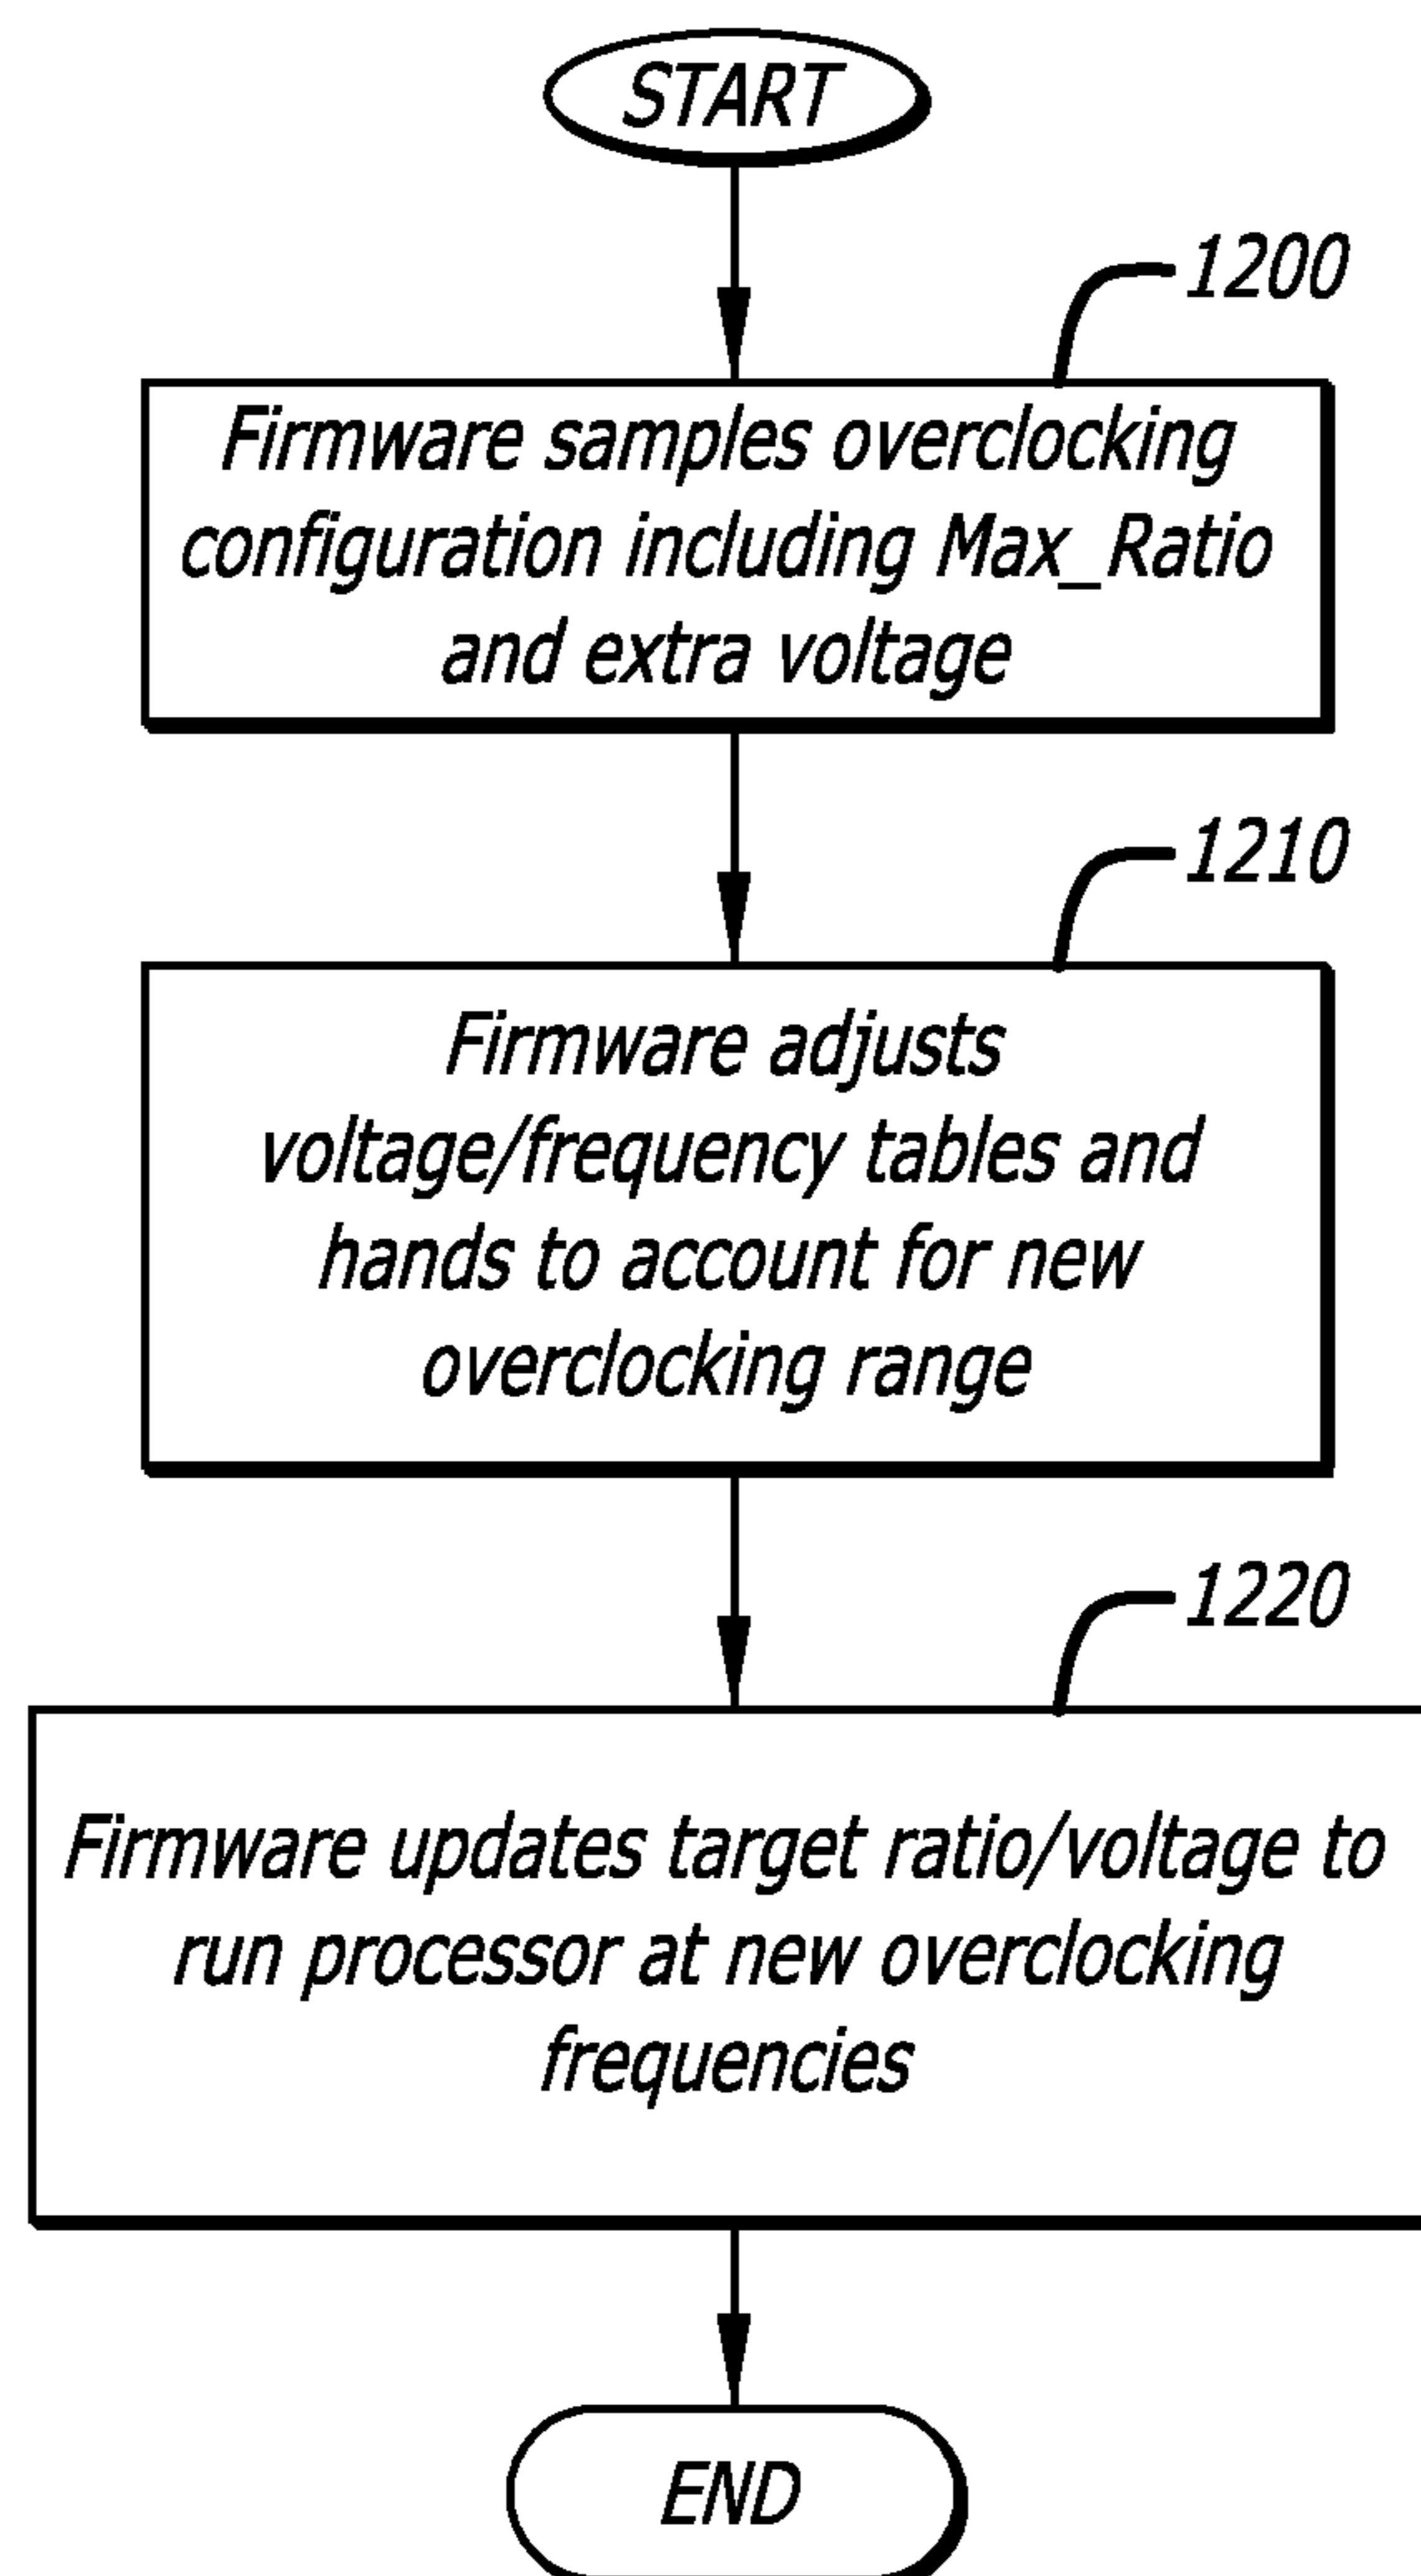 START
1200
Firmware samples overclocking
configuration including Max_Ratio
and extra voltage
1210
Firmware adjusts
voltage/frequency tables and
hands to account for new
overclocking range
1220
Firmware updates target ratio/voltage to
run processor at new overclocking
frequencies
END